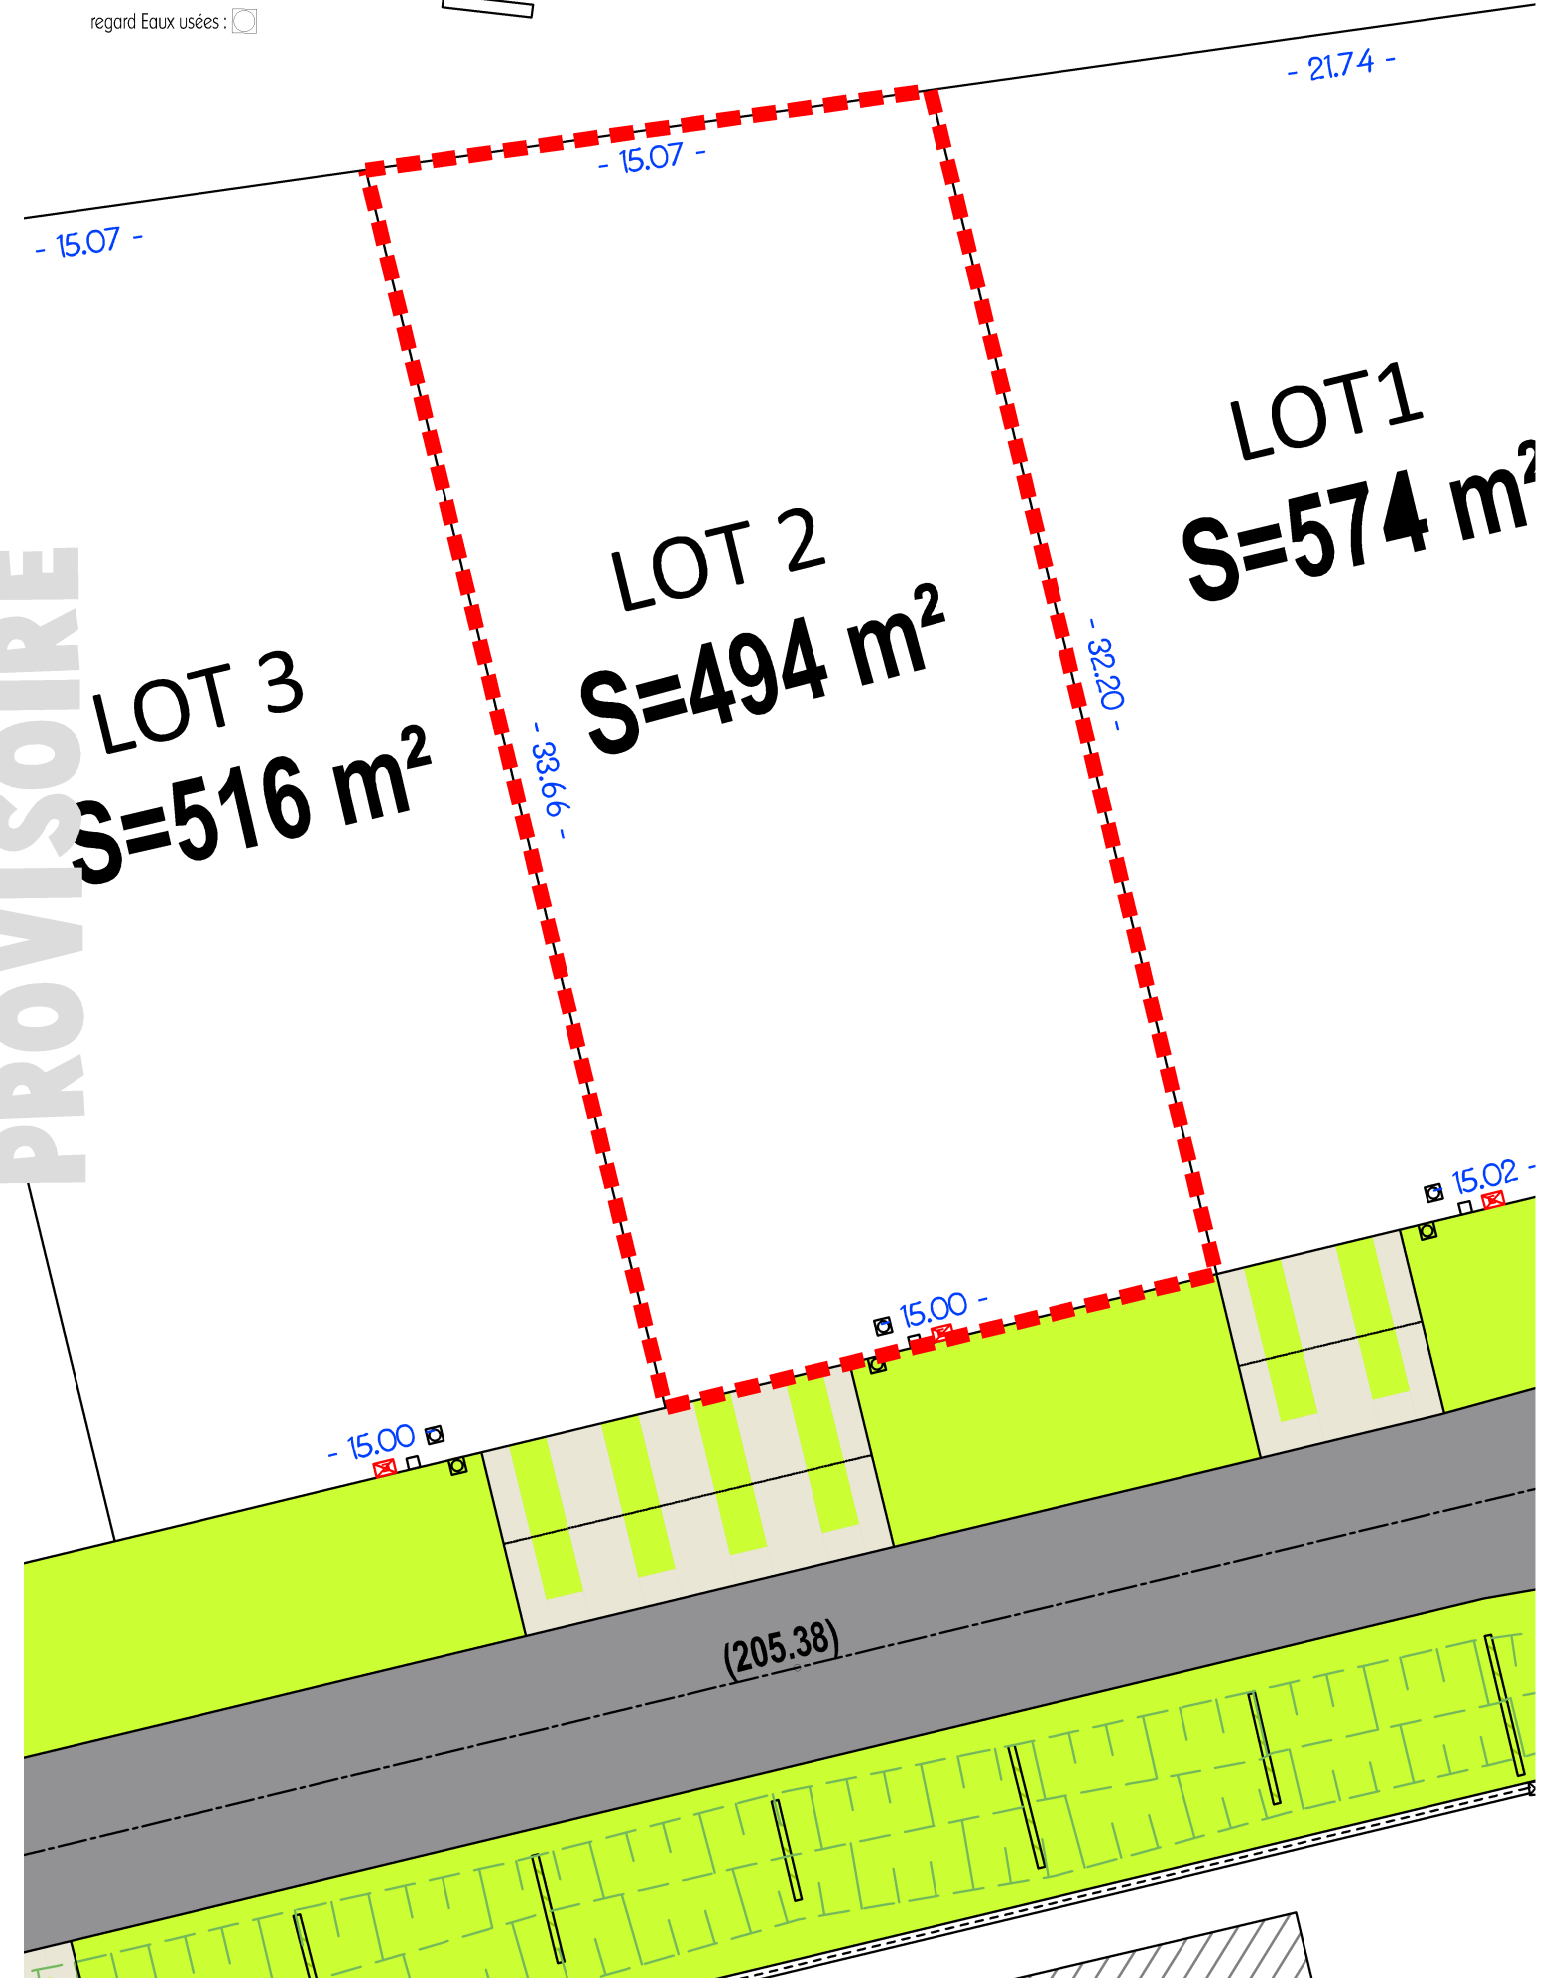 regard Eaux usées :
- 21.74 -
- 15.07 -
- 15.07 -
LOT1
S=574 m²
LOT 2
S=494 m²
- 32.20 -
LOT 3
S=516 m²
- 33.66 -
PROVISOIRE
- 15.02 -
- 15.00 -
- 15.00 -
(205.38)